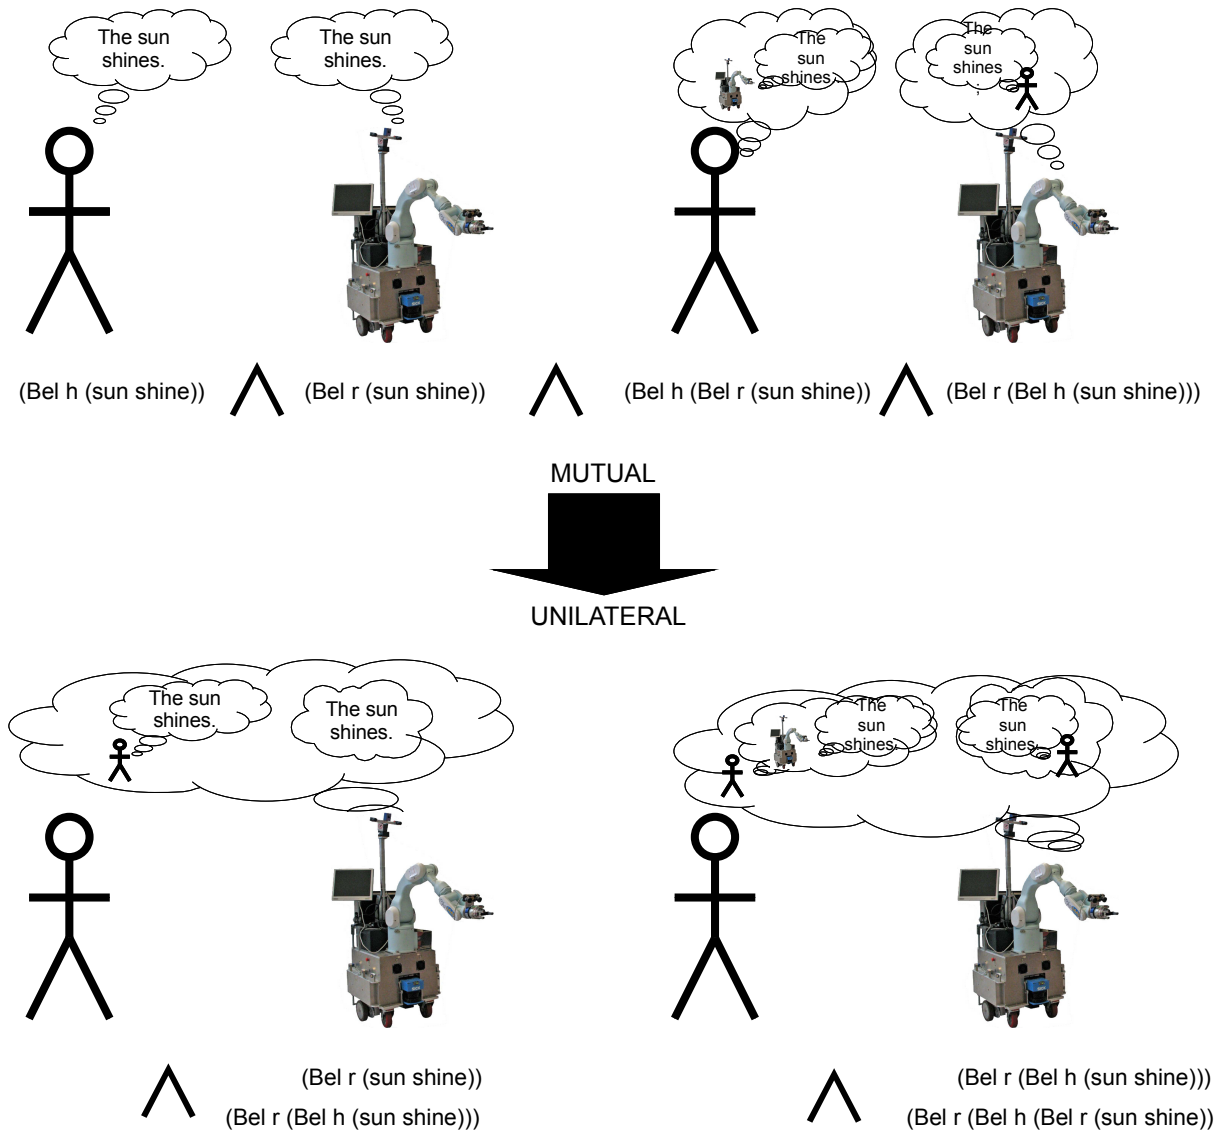 The sun
shines.
The sun
shines.
The
sun
shines.
The
sun
shines
.
(Bel h (sun shine))
(Bel r (sun shine))
(Bel h (Bel r (sun shine))
(Bel r (Bel h (sun shine)))
MUTUAL
UNILATERAL
The sun
shines.
The sun
shines.
The
sun
shines.
The
sun
shines.
(Bel r (sun shine))
(Bel r (Bel h (sun shine)))
(Bel r (Bel h (sun shine)))
(Bel r (Bel h (Bel r (sun shine))